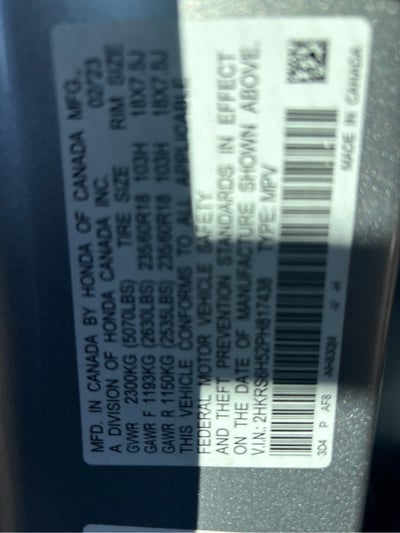 MFD. IN CANADA BY HONDA OF CANADA MFG.,
A DIVISION OF HONDA CANADA INC. 02/23
GVWR 2300KG (5070LBS) TIRE SIZE RIM SIZE
GAWR F 1193KG (2630LBS) 235/60R18 103H 18X7.5J
GAWR R 1150KG (2535LBS) 235/60R18 103H 18X7.5J
THIS VEHICLE CONFORMS TO ALL APPLICABLE
FEDERAL MOTOR VEHICLE SAFETY
AND THEFT PREVENTION STANDARDS IN EFFECT
ON THE DATE OF MANUFACTURE SHOWN ABOVE.
V.I.N.: 2HKRS6H52PH817438 TYPE: MPV
3D4 P AF8
MADE IN CANADA